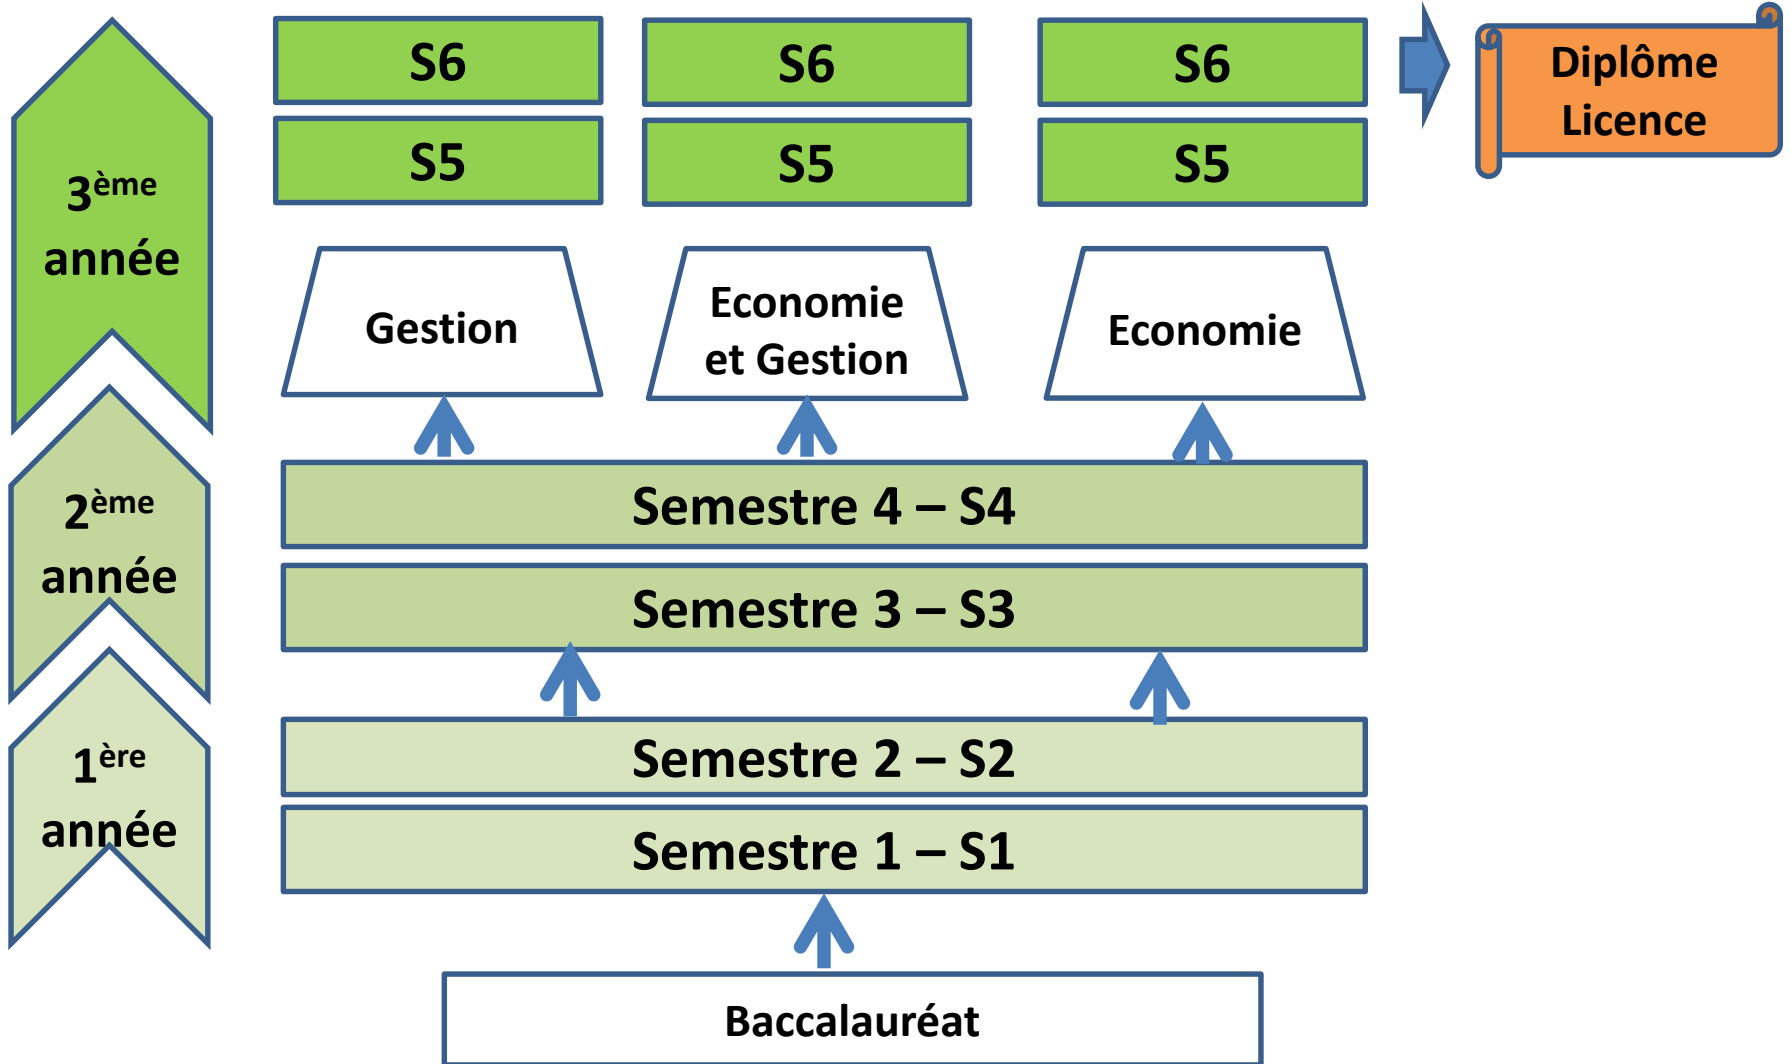 S6
S6
S6
Diplôme
Licence
S5
S5
S5
3ème
année
Gestion
Economie
et Gestion
Economie
2ème
année
Semestre 4 – S4
Semestre 3 – S3
1ère
année
Semestre 2 – S2
Semestre 1 – S1
Baccalauréat